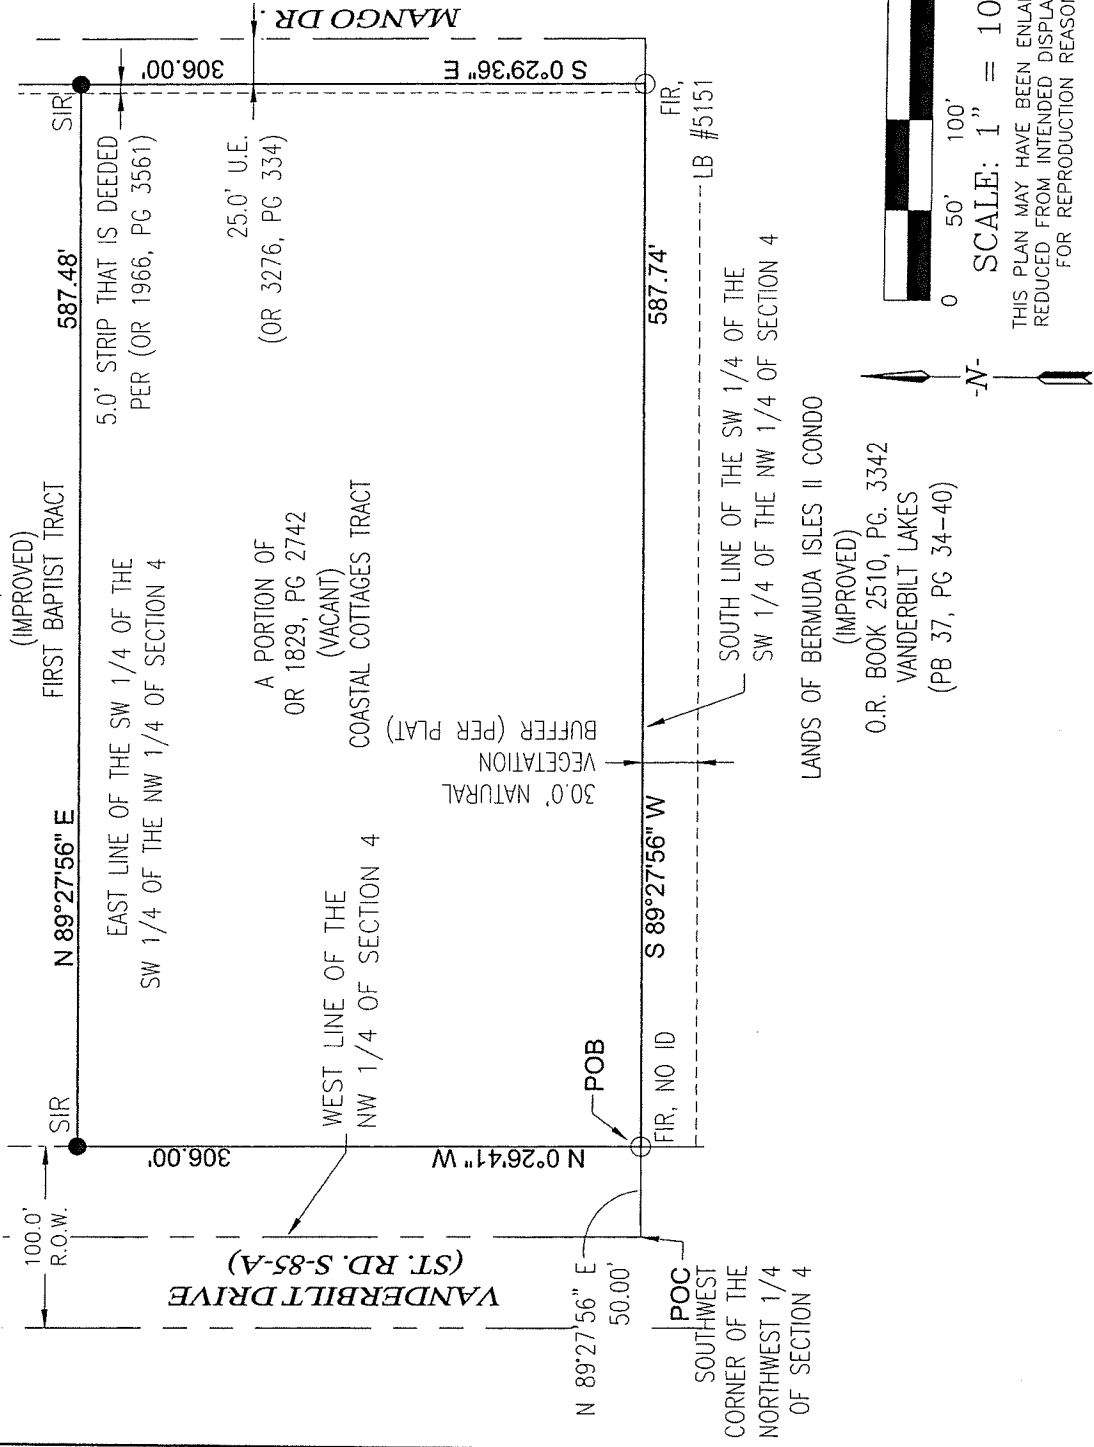 MANGO DR.
(IMPROVED)
FIRST BAPTIST TRACT
SIR
N 89°27'56" E
587.48'
SIR
100.0'
R.O.W.
EAST LINE OF THE SW 1/4 OF THE
SW 1/4 OF THE NW 1/4 OF SECTION 4
5.0' STRIP THAT IS DEEDED
PER (OR 1966, PG 3561)
306.00'
S 0°29'36" E
25.0' U.E.
(OR 3276, PG 334)
A PORTION OF
OR 1829, PG 2742
(VACANT)
COASTAL COTTAGES TRACT
WEST LINE OF THE
NW 1/4 OF SECTION 4
306.00'
N 0°26'41" W
VANDERBILT DRIVE
(ST. RD. S-85-A)
30.0' NATURAL
VEGETATION
BUFFER (PER PLAT)
POB
FIR, NO ID
S 89°27'56" W
587.74'
FIR,
LB #5151
N 89°27'56" E
50.00'
POC
SOUTHWEST
CORNER OF THE
NORTHWEST 1/4
OF SECTION 4
SOUTH LINE OF THE SW 1/4 OF THE
SW 1/4 OF THE NW 1/4 OF SECTION 4
LANDS OF BERMUDA ISLES II CONDO
(IMPROVED)
O.R. BOOK 2510, PG. 3342
VANDERBILT LAKES
(PB 37, PG 34-40)
-N-
0 50' 100'
SCALE: 1" = 10
THIS PLAN MAY HAVE BEEN ENLA
REDUCED FROM INTENDED DISPLA
FOR REPRODUCTION REASON